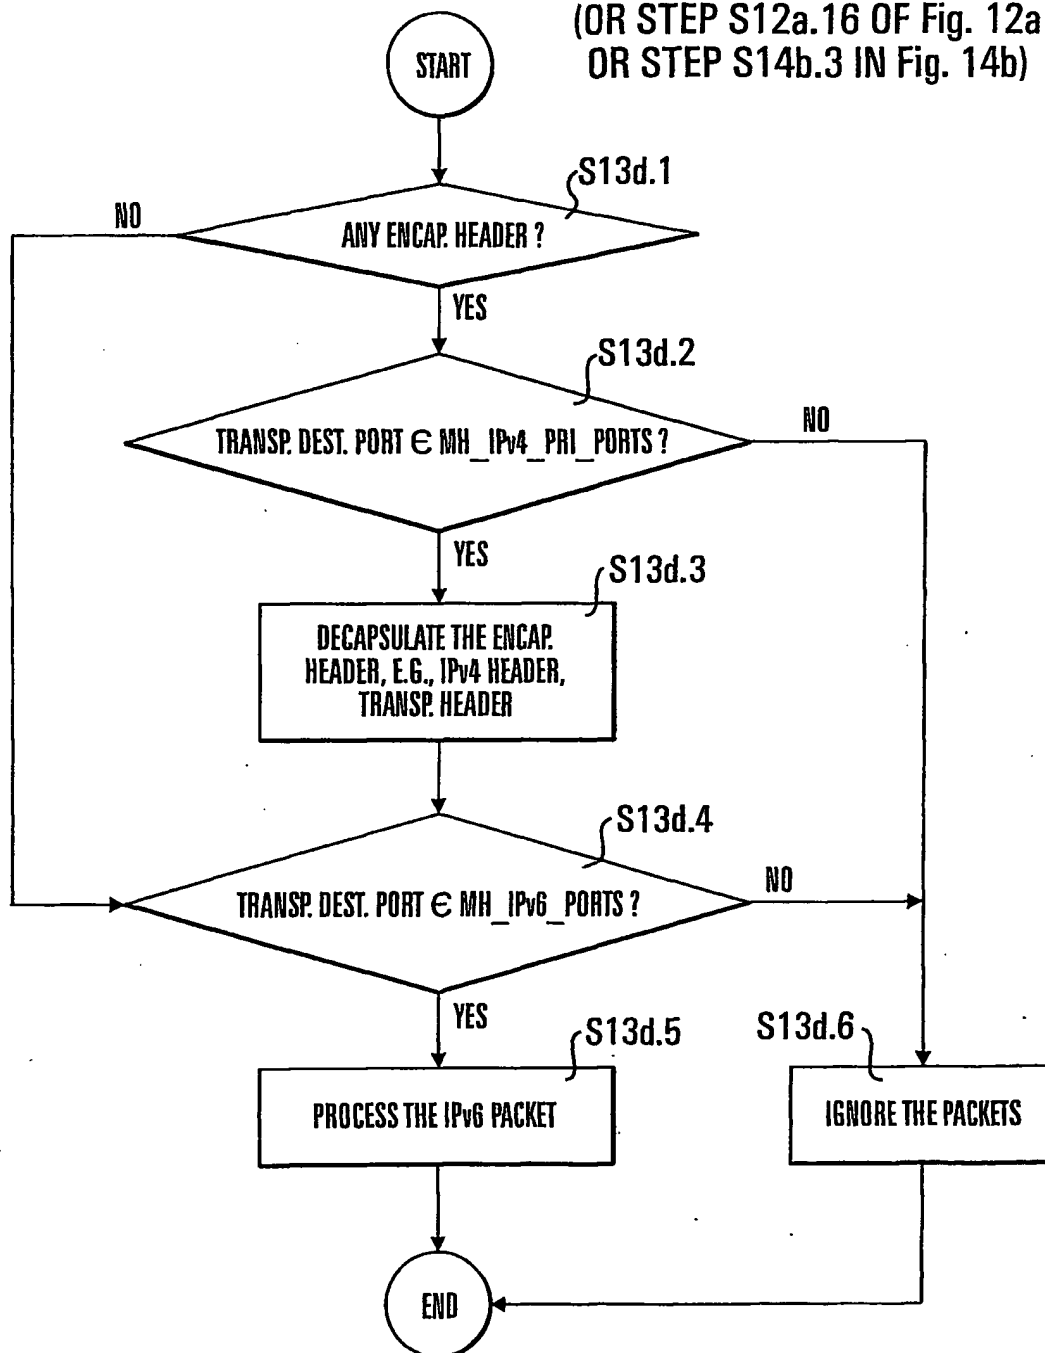 (OR STEP S12a.16 OF Fig. 12a
OR STEP S14b.3 IN Fig. 14b)
START
S13d.1
NO
ANY ENCAP. HEADER ?
YES
S13d.2
NO
TRANSP. DEST. PORT ∈ MH_IPv4_PRI_PORTS ?
YES
S13d.3
DECAPSULATE THE ENCAP.
HEADER, E.G., IPv4 HEADER,
TRANSP. HEADER
S13d.4
NO
TRANSP. DEST. PORT ∈ MH_IPv6_PORTS ?
YES
S13d.5
S13d.6
PROCESS THE IPv6 PACKET
IGNORE THE PACKETS
END